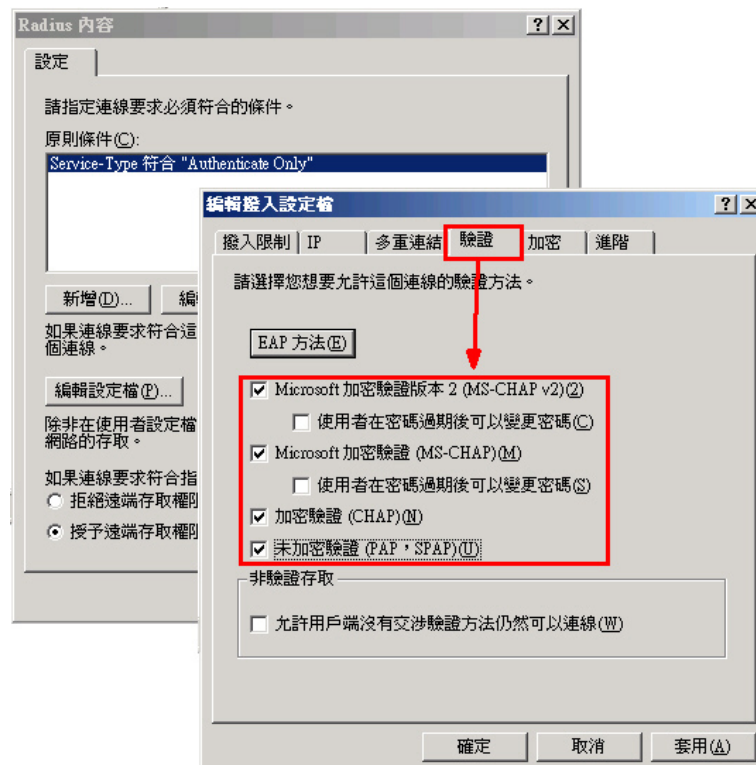 Radius 內容
設定
請指定連線要求必須符合的條件。
原則條件(C):
Service-Type 符合 "Authenticate Only"
新增(D)...
編輯
如果連線要求符合這
個連線。
編輯設定檔(P)...
除非在使用者設定檔
網路的存取。
如果連線要求符合指
拒絕遠端存取權限
授予遠端存取權限
編輯撥入設定檔
撥入限制 IP 多重連結 驗證 加密 進階
請選擇您想要允許這個連線的驗證方法。
EAP 方法(E)
Microsoft 加密驗證版本 2 (MS-CHAP v2)(2)
使用者在密碼過期後可以變更密碼(C)
Microsoft 加密驗證 (MS-CHAP)(M)
使用者在密碼過期後可以變更密碼(S)
加密驗證 (CHAP)(N)
未加密驗證 (PAP，SPAP)(U)
非驗證存取
允許用戶端沒有交涉驗證方法仍然可以連線(W)
確定 取消 套用(A)